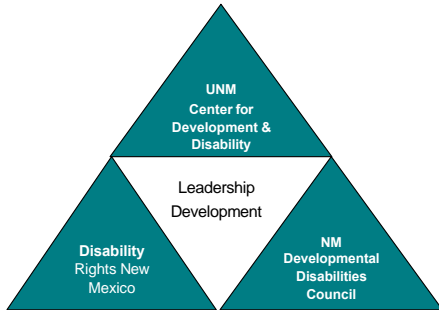 UNM
Center for
Development &
Disability
Leadership
Development
Disability
Rights New
Mexico
NM
Developmental
Disabilities
Council